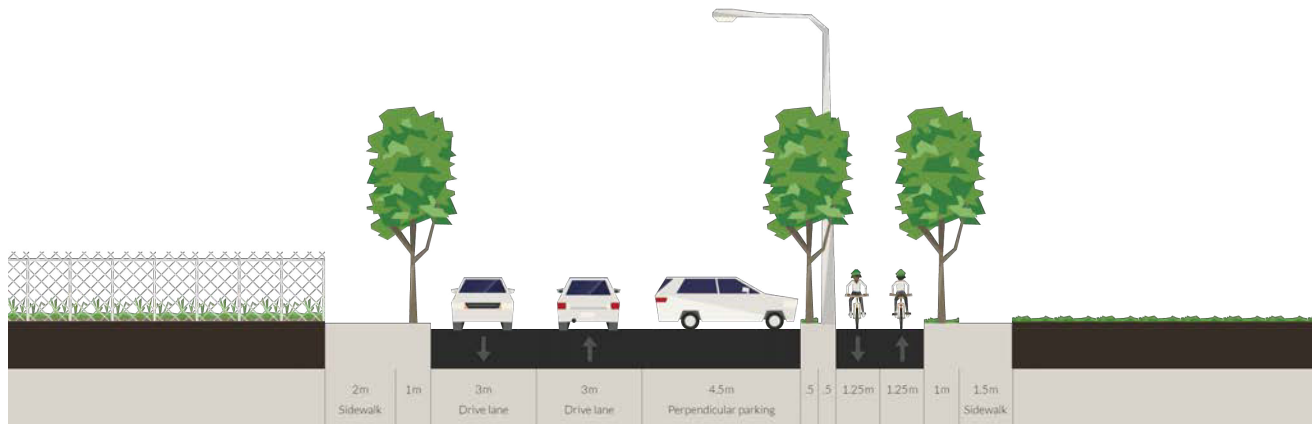 2m 1m 3m 3m 4.5m .5 .5 1.25m 1.25m 1m 1.5m
Sidewalk Drive lane Drive lane Perpendicular parking Sidewalk